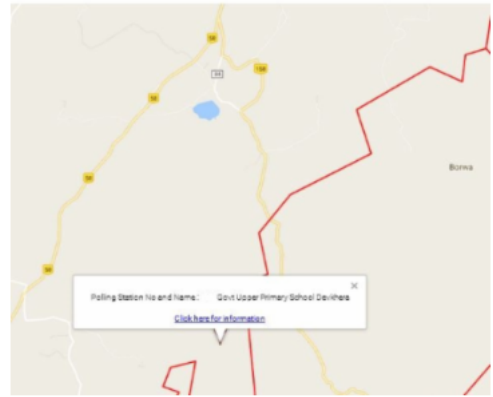 58
58
58
Borwa
58
58
×
Polling Station No and Name : Govt Upper Primary School Devkhera
Click here for information